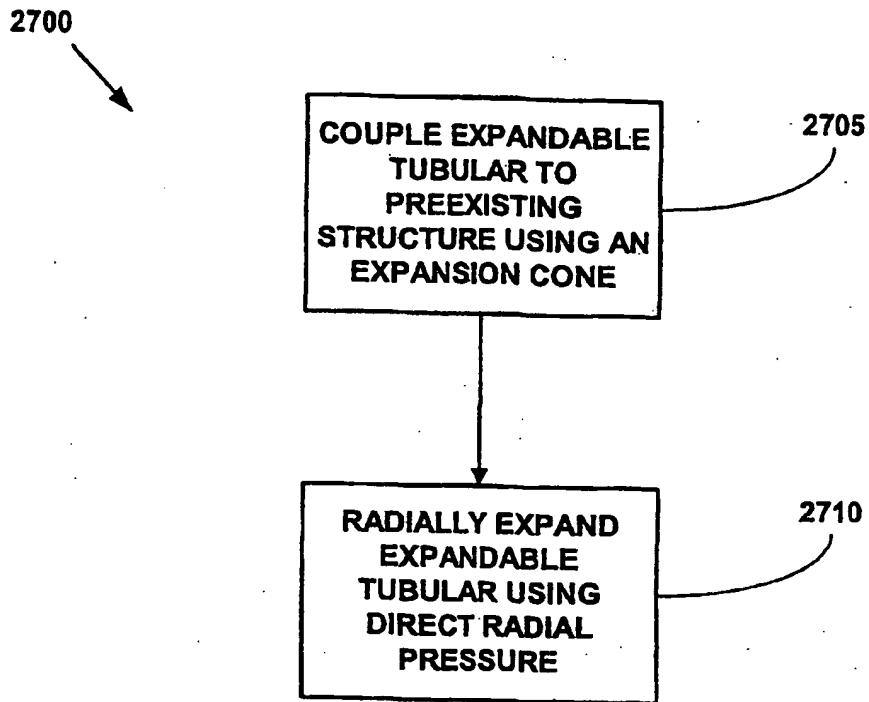 2700
COUPLE EXPANDABLE
TUBULAR TO
PREEXISTING
STRUCTURE USING AN
EXPANSION CONE
2705
RADIALLY EXPAND
EXPANDABLE
TUBULAR USING
DIRECT RADIAL
PRESSURE
2710